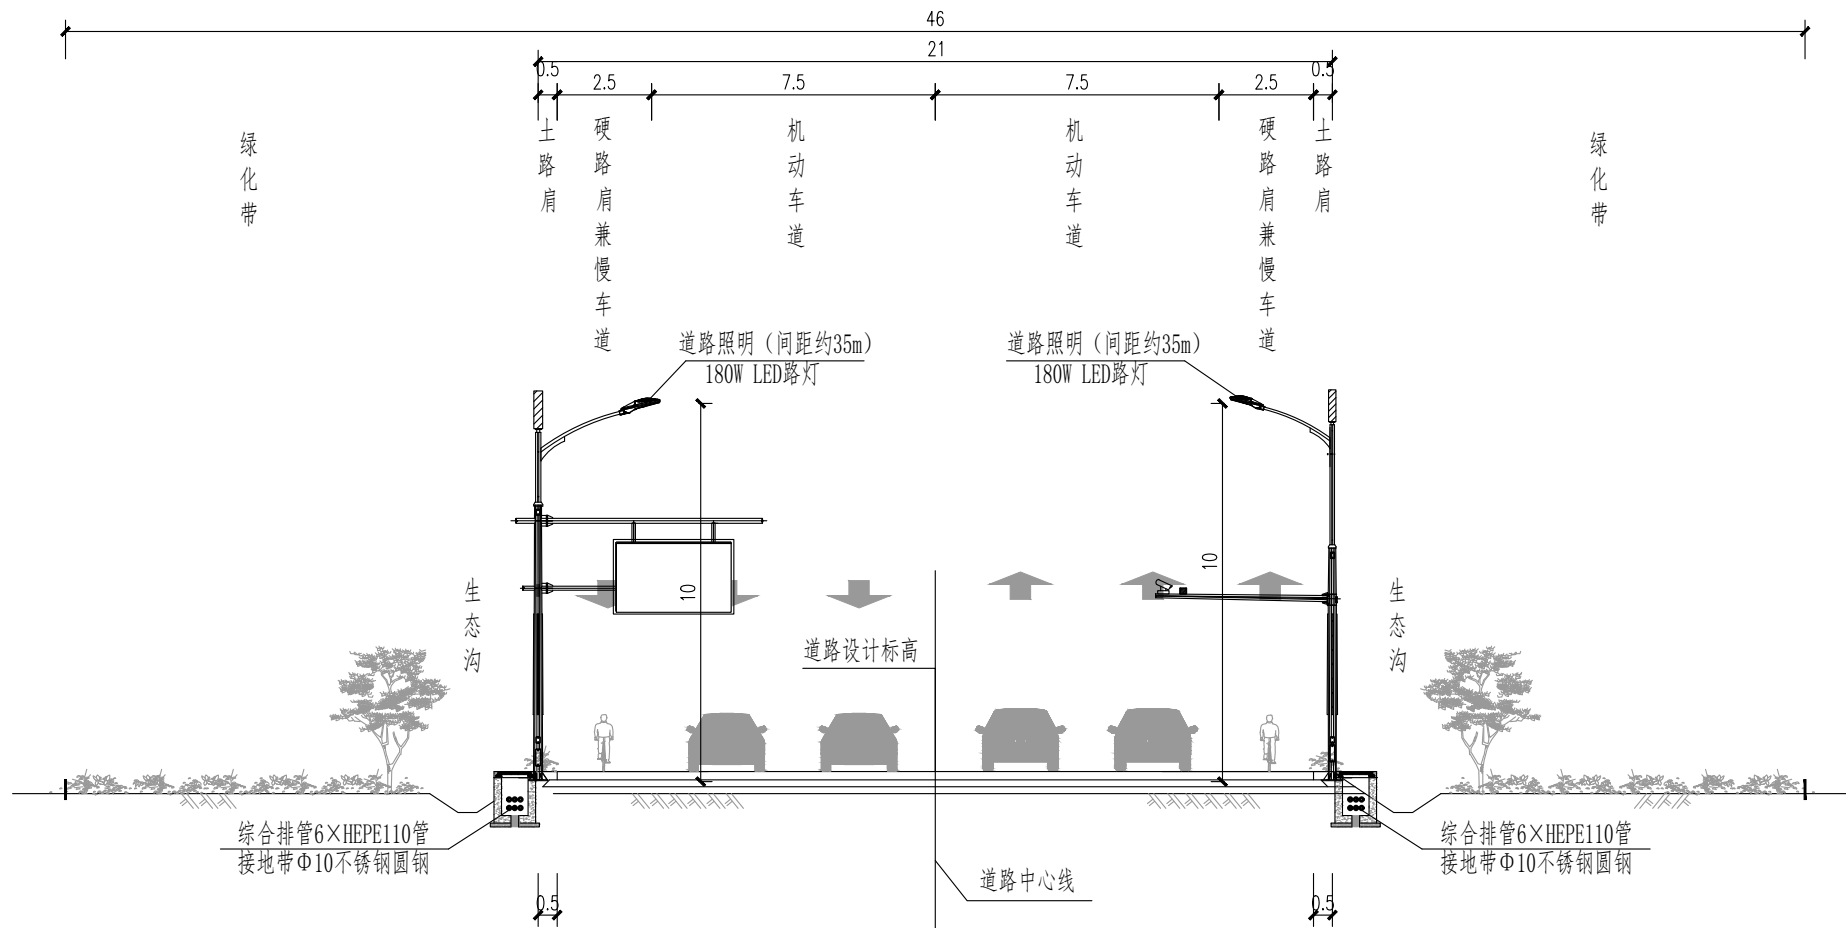 46
21
0.5
2.5
7.5
7.5
2.5
0.5
绿化带
土路肩
硬路肩兼慢车道
机动车道
机动车道
硬路肩兼慢车道
土路肩
绿化带
道路照明（间距约35m）
180W LED路灯
道路照明（间距约35m）
180W LED路灯
10
10
生态沟
生态沟
道路设计标高
综合排管6×HEPE110管
接地带Φ10不锈钢圆钢
综合排管6×HEPE110管
接地带Φ10不锈钢圆钢
道路中心线
0.5
0.5